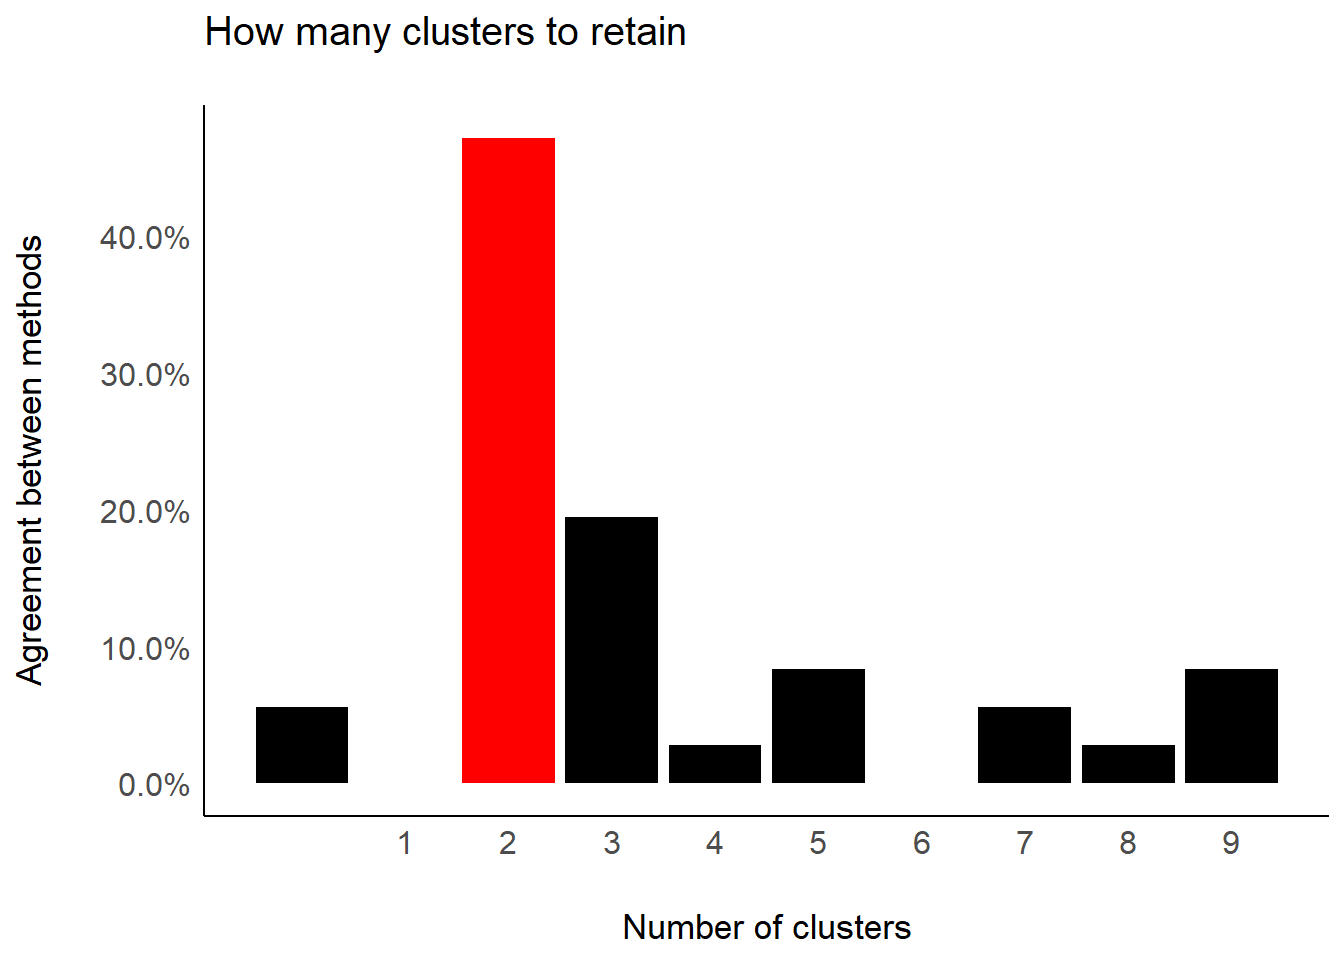 How many clusters to retain
Agreement between methods
40.0%
30.0%
20.0%
10.0%
0.0%
1 2 3 4 5 6 7 8 9
Number of clusters